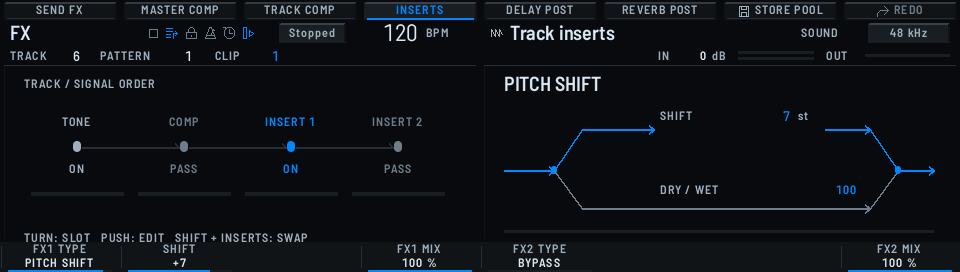 SEND FX MASTER COMP TRACK COMP INSERTS DELAY POST REVERB POST STORE POOL REDO
FX Stopped 120 BPM Track inserts SOUND 48 kHz
TRACK 6 PATTERN 1 CLIP 1 IN 0 dB OUT
TRACK / SIGNAL ORDER
PITCH SHIFT
TONE COMP INSERT 1 INSERT 2
SHIFT 7 st
ON PASS ON PASS
DRY / WET 100
TURN: SLOT PUSH: EDIT SHIFT + INSERTS: SWAP
FX1 TYPE SHIFT FX1 MIX FX2 TYPE FX2 MIX
PITCH SHIFT +7 100 % BYPASS 100 %